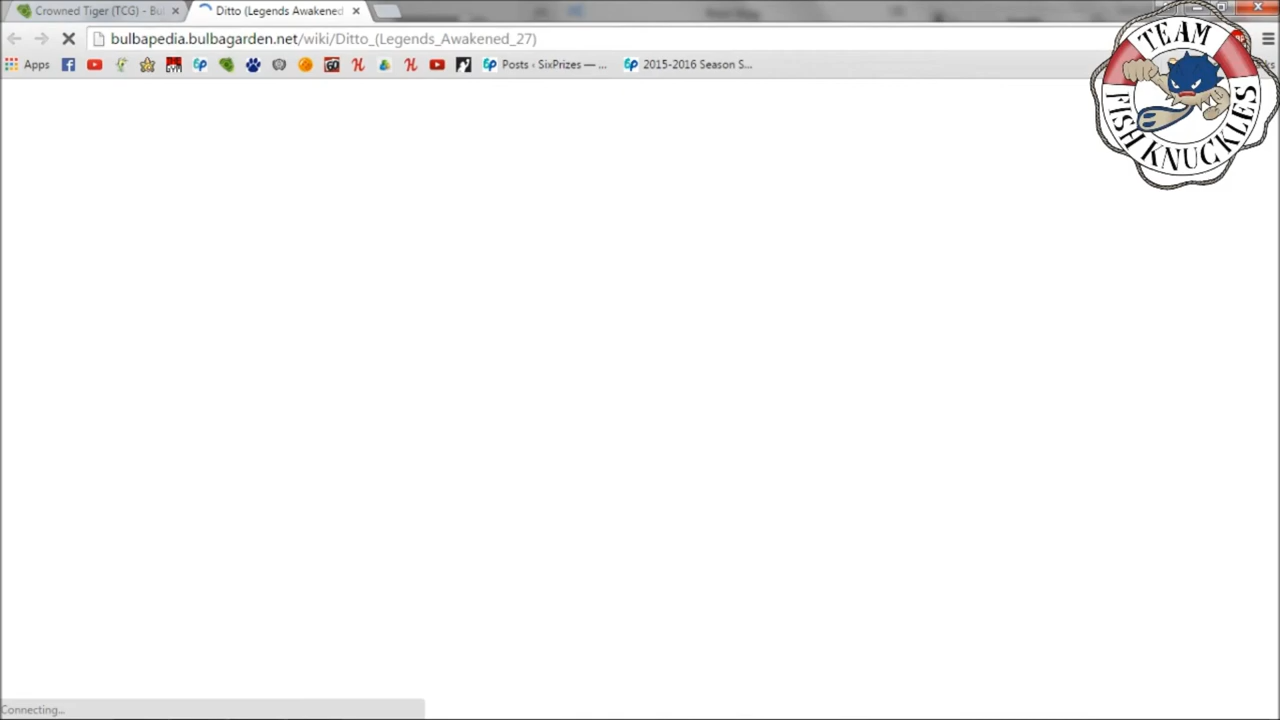 Crowned Tiger (TCG) - Bul
Ditto (Legends Awakened
bulbapedia.bulbagarden.net/wiki/Ditto_(Legends_Awakened_27)
Apps
Posts ‹ SixPrizes — ...
2015-2016 Season S...
TEAM
FISH KNUCKLES
Connecting...